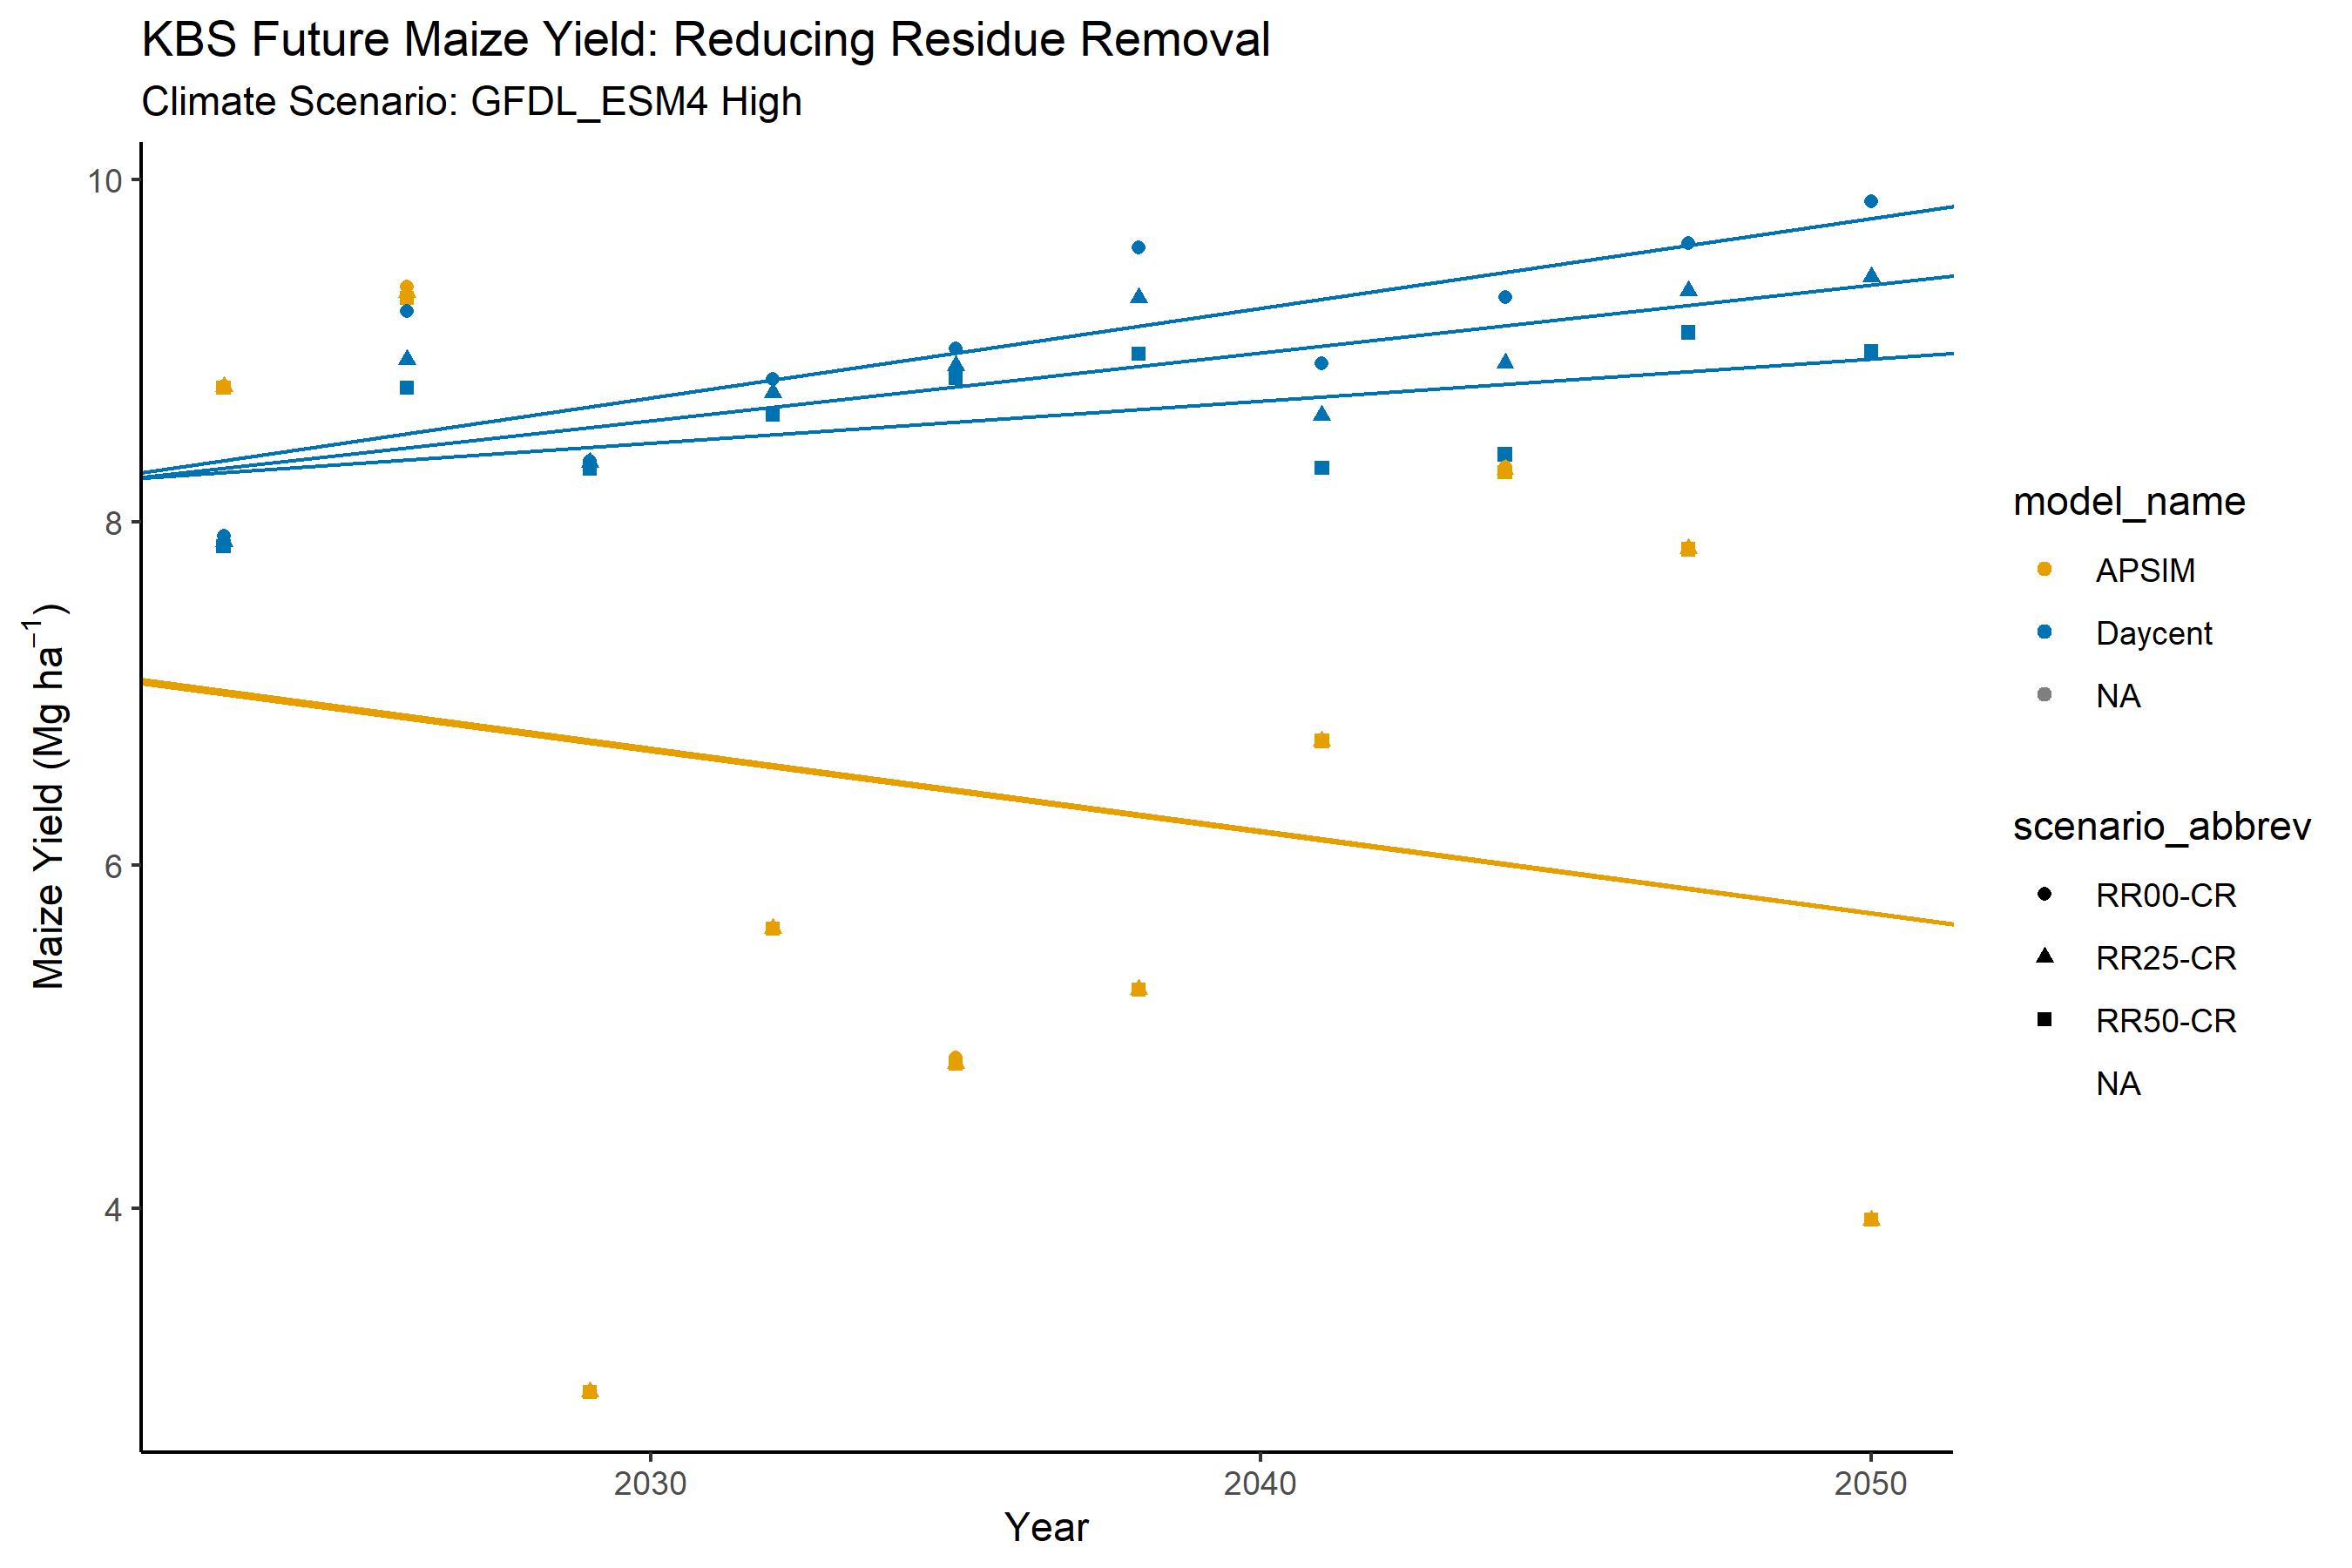 KBS Future Maize Yield: Reducing Residue Removal
Climate Scenario: GFDL_ESM4 High
10
8
6
4
Maize Yield (Mg ha⁻¹)
2030
2040
2050
Year
model_name
APSIM
Daycent
NA
scenario_abbrev
RR00-CR
RR25-CR
RR50-CR
NA